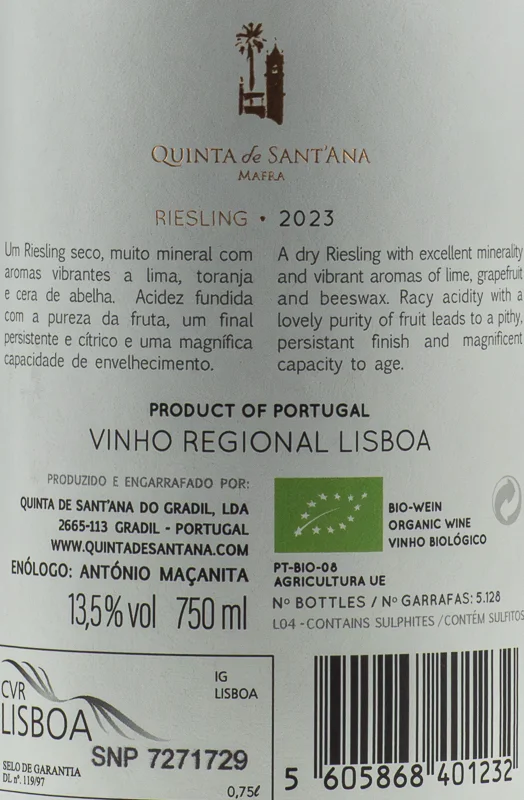 QUINTA de SANT'ANA
MAFRA
RIESLING • 2023
Um Riesling seco, muito mineral com
aromas vibrantes a lima, toranja
e cera de abelha. Acidez fundida
com a pureza da fruta, um final
persistente e cítrico e uma magnífica
capacidade de envelhecimento.
A dry Riesling with excellent minerality
and vibrant aromas of lime, grapefruit
and beeswax. Racy acidity with a
lovely purity of fruit leads to a pithy,
persistant finish and magnificent
capacity to age.
PRODUCT OF PORTUGAL
VINHO REGIONAL LISBOA
PRODUZIDO E ENGARRAFADO POR:
QUINTA DE SANT'ANA DO GRADIL, LDA
2665-113 GRADIL - PORTUGAL
WWW.QUINTADESANTANA.COM
ENÓLOGO: ANTÓNIO MAÇANITA
13,5% vol 750 ml
BIO-WEIN
ORGANIC WINE
VINHO BIOLÓGICO
PT-BIO-08
AGRICULTURA UE
Nº BOTTLES / Nº GARRAFAS: 5.128
L04 - CONTAINS SULPHITES / CONTÉM SULFITOS
CVR
LISBOA
IG
LISBOA
SNP 7271729
SELO DE GARANTIA
DL nº. 119/97
0,75ℓ
5 605868 401232